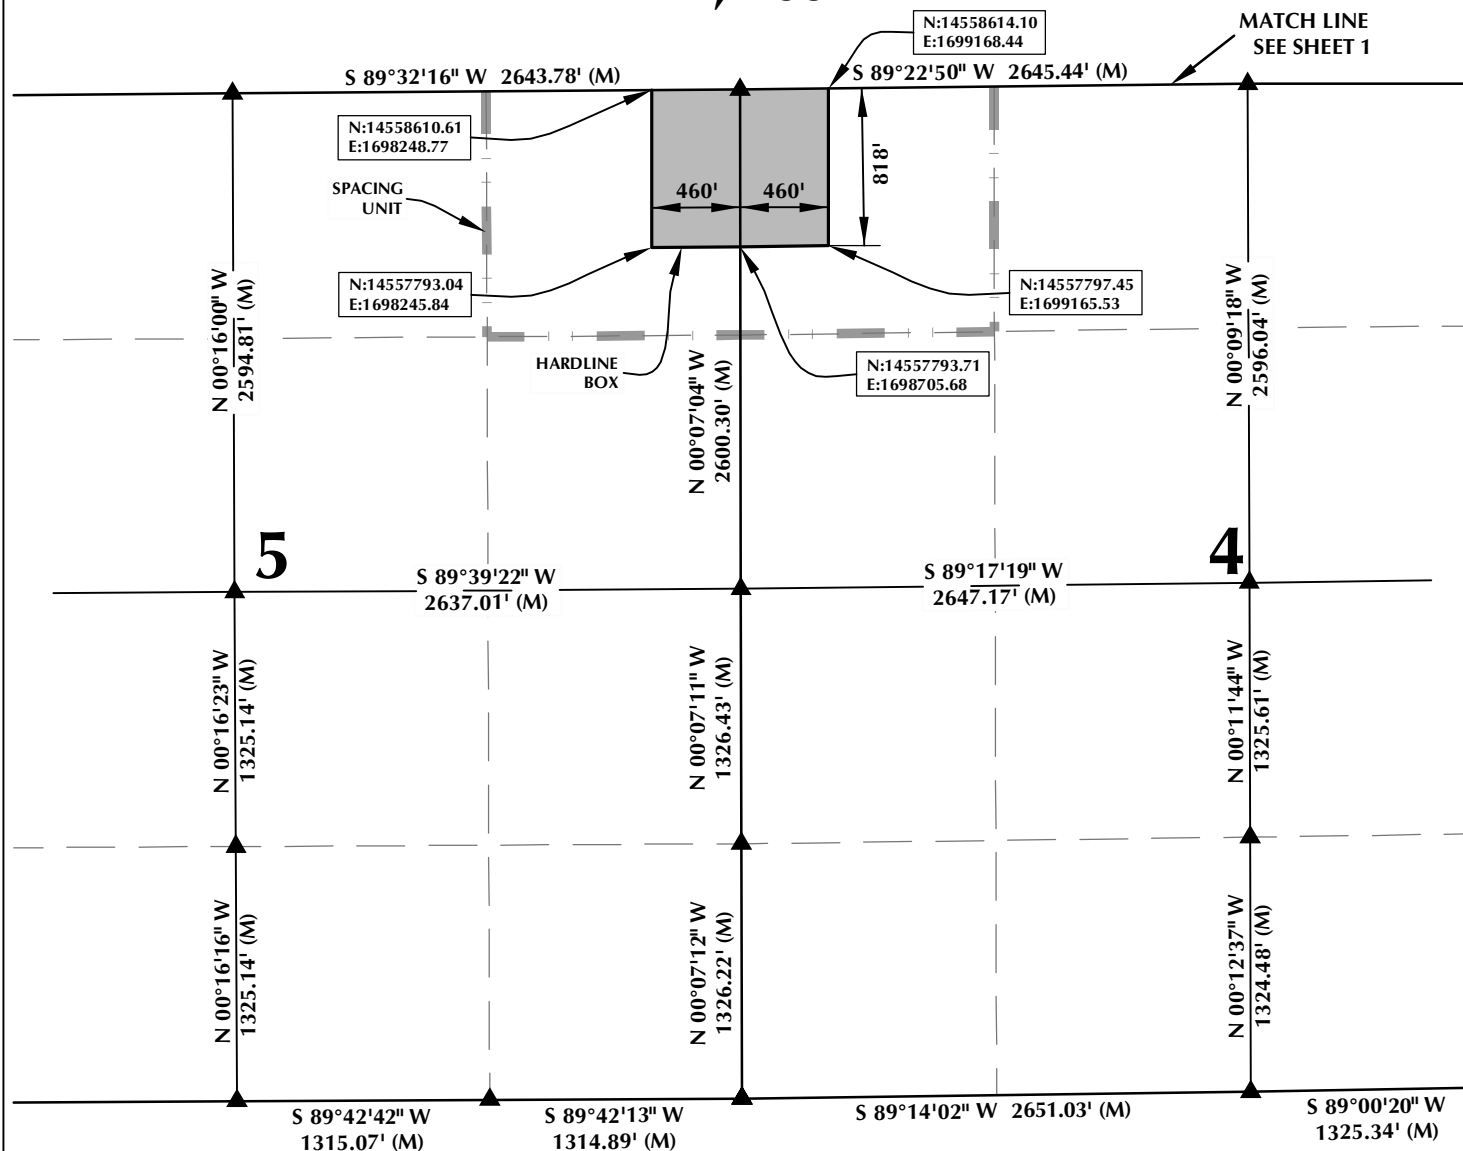 N:14558614.10
E:1699168.44
MATCH LINE
SEE SHEET 1
S 89°32'16" W 2643.78' (M)
S 89°22'50" W 2645.44' (M)
N:14558610.61
E:1698248.77
818'
SPACING
UNIT
460'
460'
N:14557793.04
E:1698245.84
N:14557797.45
E:1699165.53
N 00°16'00" W
2594.81' (M)
N 00°09'18" W
2596.04' (M)
HARDLINE
BOX
N:14557793.71
E:1698705.68
N 00°07'04" W
2600.30' (M)
5
4
S 89°39'22" W
2637.01' (M)
S 89°17'19" W
2647.17' (M)
N 00°16'23" W
1325.14' (M)
N 00°07'11" W
1326.43' (M)
N 00°11'44" W
1325.61' (M)
N 00°16'16" W
1325.14' (M)
N 00°07'12" W
1326.22' (M)
N 00°12'37" W
1324.48' (M)
S 89°42'42" W
1315.07' (M)
S 89°42'13" W
1314.89' (M)
S 89°14'02" W 2651.03' (M)
S 89°00'20" W
1325.34' (M)